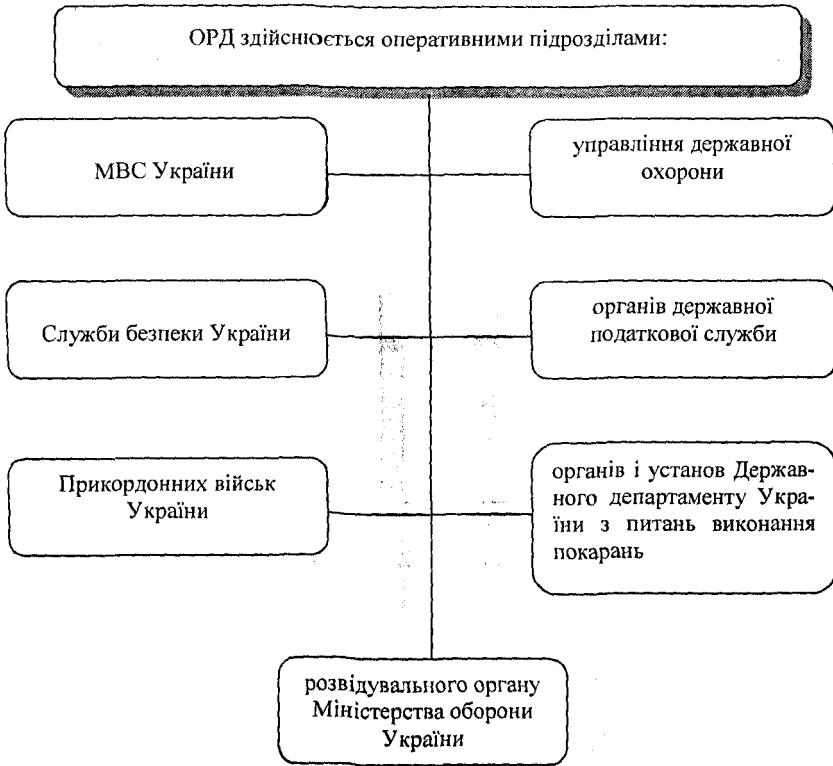 ОРД здійснюється оперативними підрозділами:
МВС України
управління державної
охорони
Служби безпеки України
органів державної
податкової служби
Прикордонних військ
України
органів і установ Держав-
ного департаменту Укра-
їни з питань виконання
покарань
розвідувального органу
Міністерства оборони
України